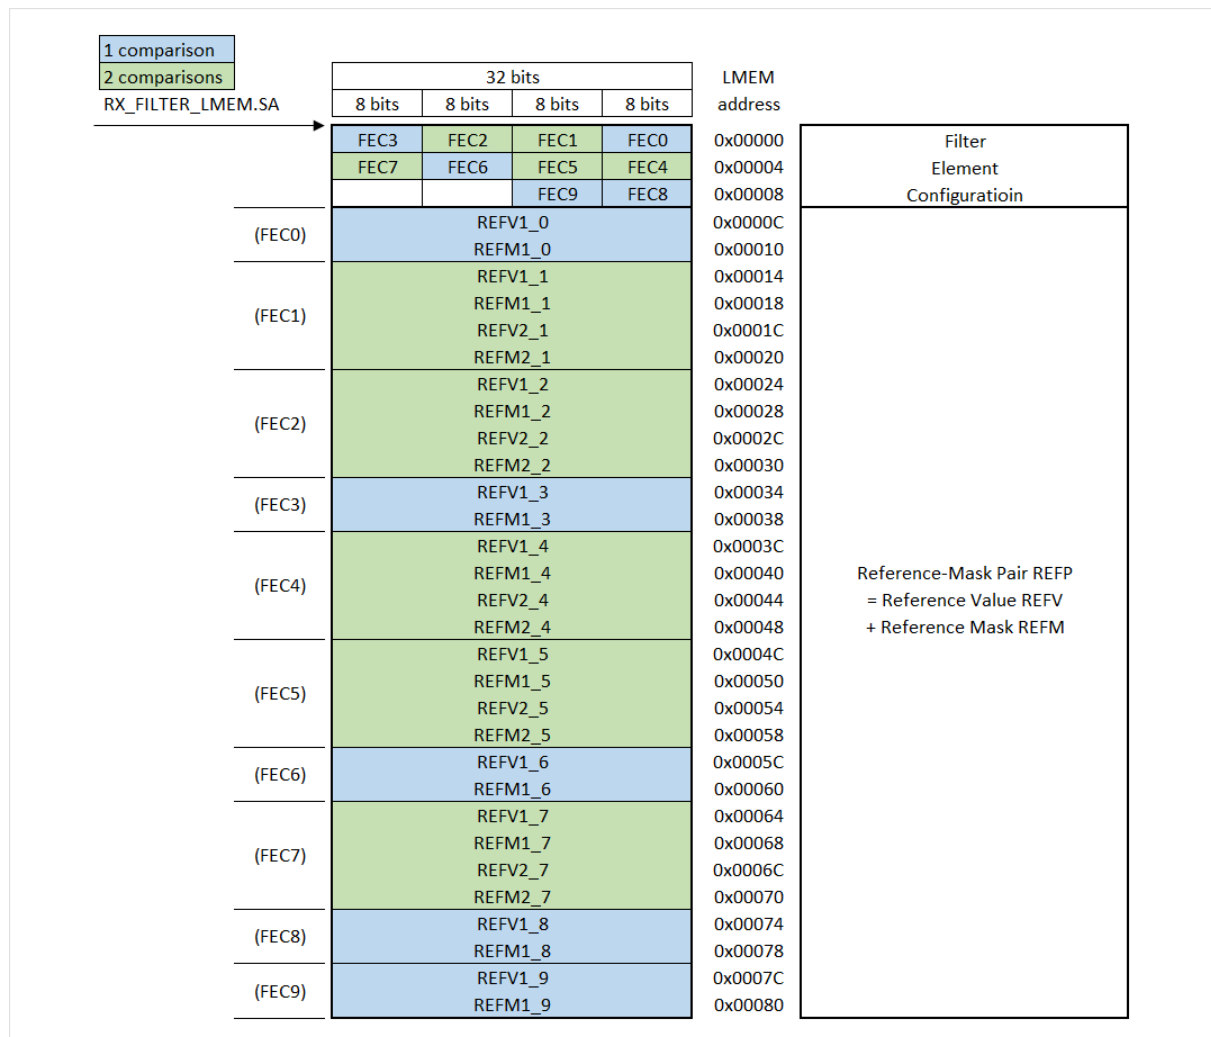 1 comparison
2 comparisons
32 bits LMEM
RX_FILTER_LMEM.SA 8 bits 8 bits 8 bits 8 bits address
FEC3 FEC2 FEC1 FEC0 0x00000 Filter
FEC7 FEC6 FEC5 FEC4 0x00004 Element
FEC9 FEC8 0x00008 Configuratioin
REFV1_0 0x0000C
(FEC0)
REFM1_0 0x00010
REFV1_1 0x00014
REFM1_1 0x00018
(FEC1)
REFV2_1 0x0001C
REFM2_1 0x00020
REFV1_2 0x00024
REFM1_2 0x00028
(FEC2)
REFV2_2 0x0002C
REFM2_2 0x00030
REFV1_3 0x00034
(FEC3)
REFM1_3 0x00038
REFV1_4 0x0003C
REFM1_4 0x00040 Reference-Mask Pair REFP
(FEC4)
REFV2_4 0x00044 = Reference Value REFV
REFM2_4 0x00048 + Reference Mask REFM
REFV1_5 0x0004C
REFM1_5 0x00050
(FEC5)
REFV2_5 0x00054
REFM2_5 0x00058
REFV1_6 0x0005C
(FEC6)
REFM1_6 0x00060
REFV1_7 0x00064
REFM1_7 0x00068
(FEC7)
REFV2_7 0x0006C
REFM2_7 0x00070
REFV1_8 0x00074
(FEC8)
REFM1_8 0x00078
REFV1_9 0x0007C
(FEC9)
REFM1_9 0x00080